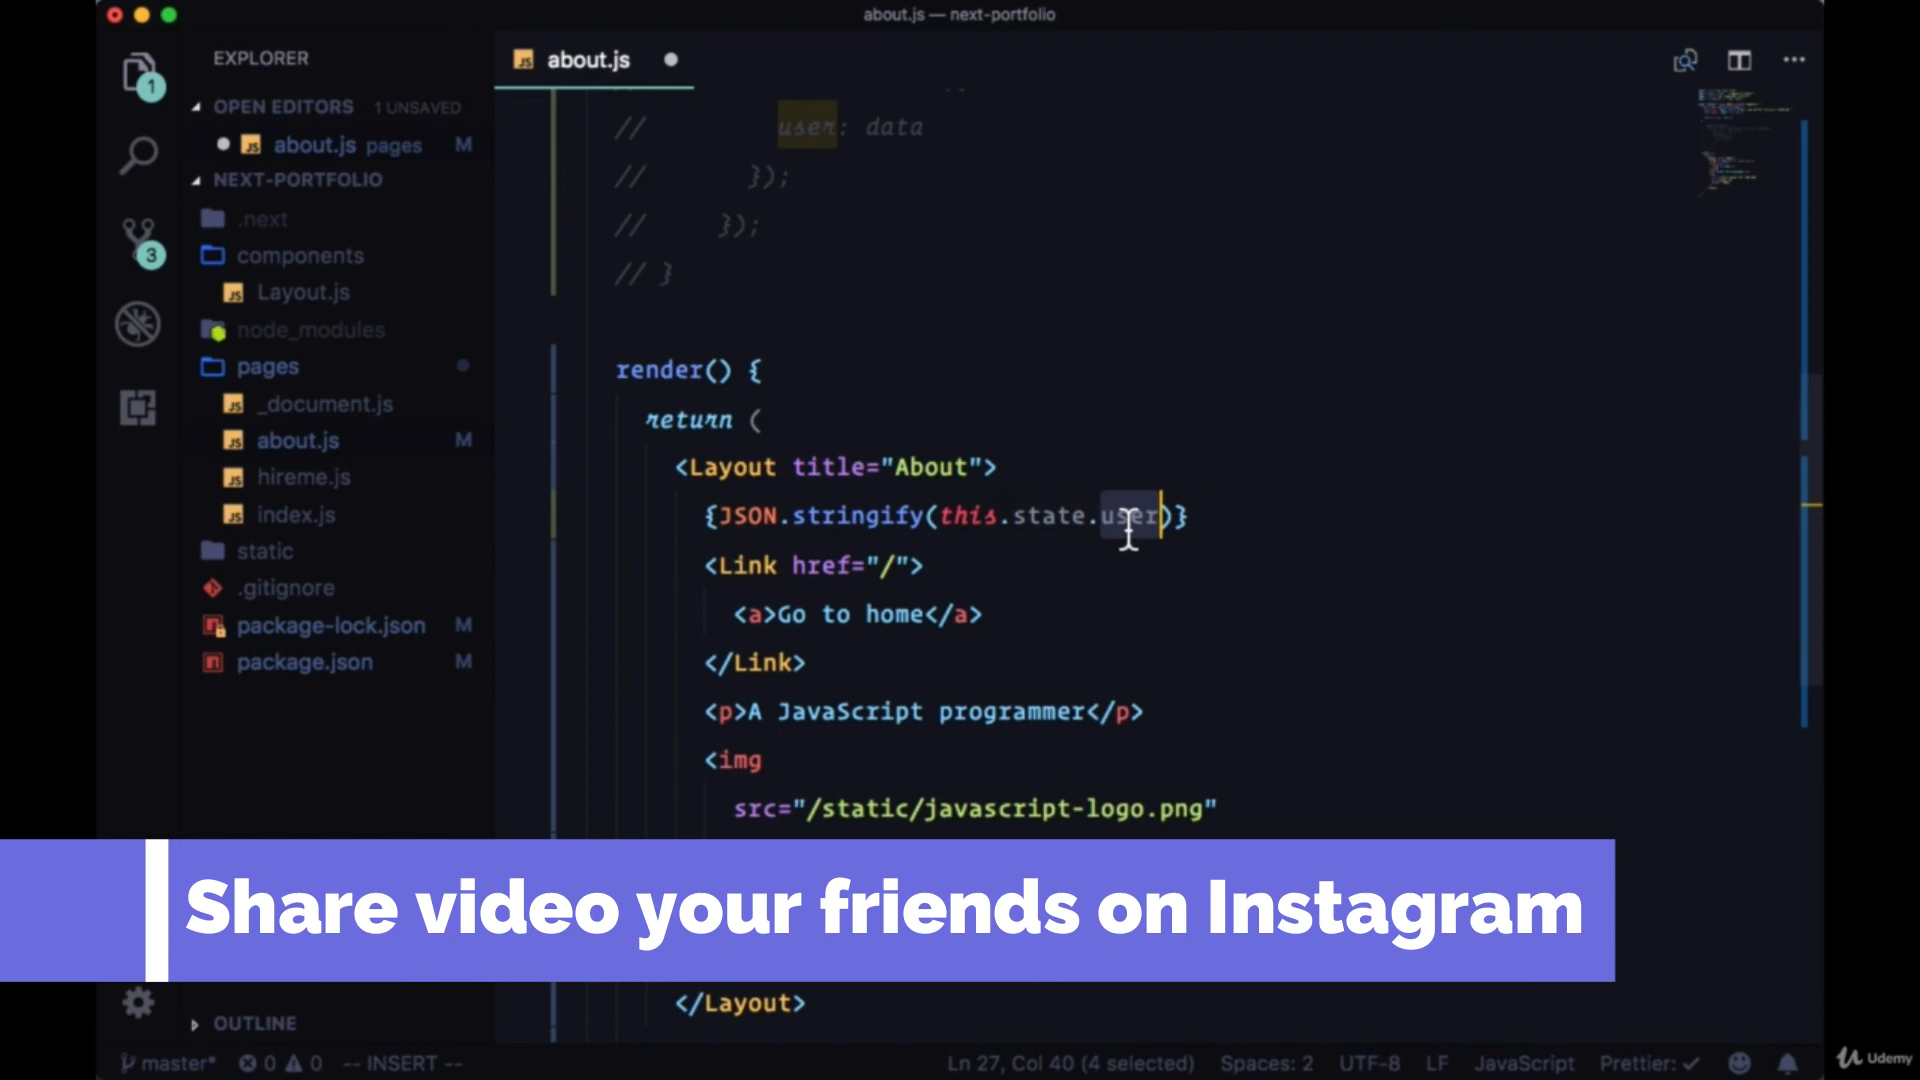 about.js — next-portfolio
EXPLORER
OPEN EDITORS 1 UNSAVED
about.js pages M
NEXT-PORTFOLIO
.next
components
Layout.js
node_modules
pages
_document.js
about.js M
hireme.js
index.js
static
.gitignore
package-lock.json M
package.json M
OUTLINE
1
3
about.js
// user: data
// });
// });
// }
render() {
return (
<Layout title="About">
{JSON.stringify(this.state.user)}
<Link href="/">
<a>Go to home</a>
</Link>
<p>A JavaScript programmer</p>
<img
src="/static/javascript-logo.png"
Share video your friends on Instagram
</Layout>
master* 0 0 -- INSERT -- Ln 27, Col 40 (4 selected) Spaces: 2 UTF-8 LF JavaScript Prettier: ✓
Udemy